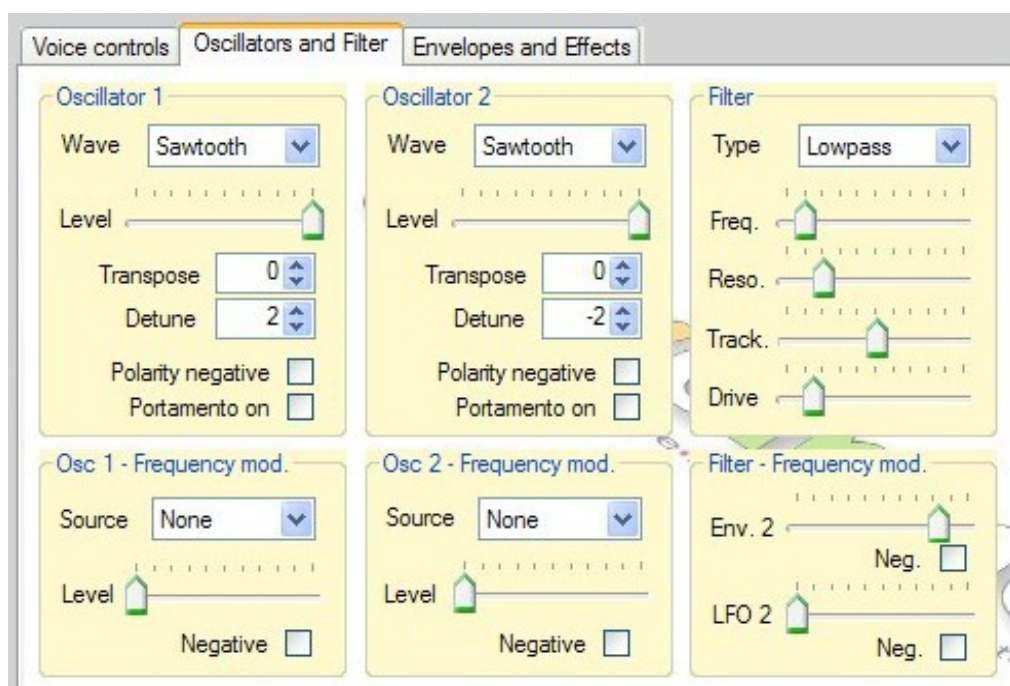 Voice controls
Oscillators and Filter
Envelopes and Effects
Oscillator 1
Wave Sawtooth
Level
Transpose 0
Detune 2
Polarity negative
Portamento on
Oscillator 2
Wave Sawtooth
Level
Transpose 0
Detune -2
Polarity negative
Portamento on
Filter
Type Lowpass
Freq.
Reso.
Track.
Drive
Osc 1 - Frequency mod.
Source None
Level
Negative
Osc 2 - Frequency mod.
Source None
Level
Negative
Filter - Frequency mod.
Env. 2
Neg.
LFO 2
Neg.